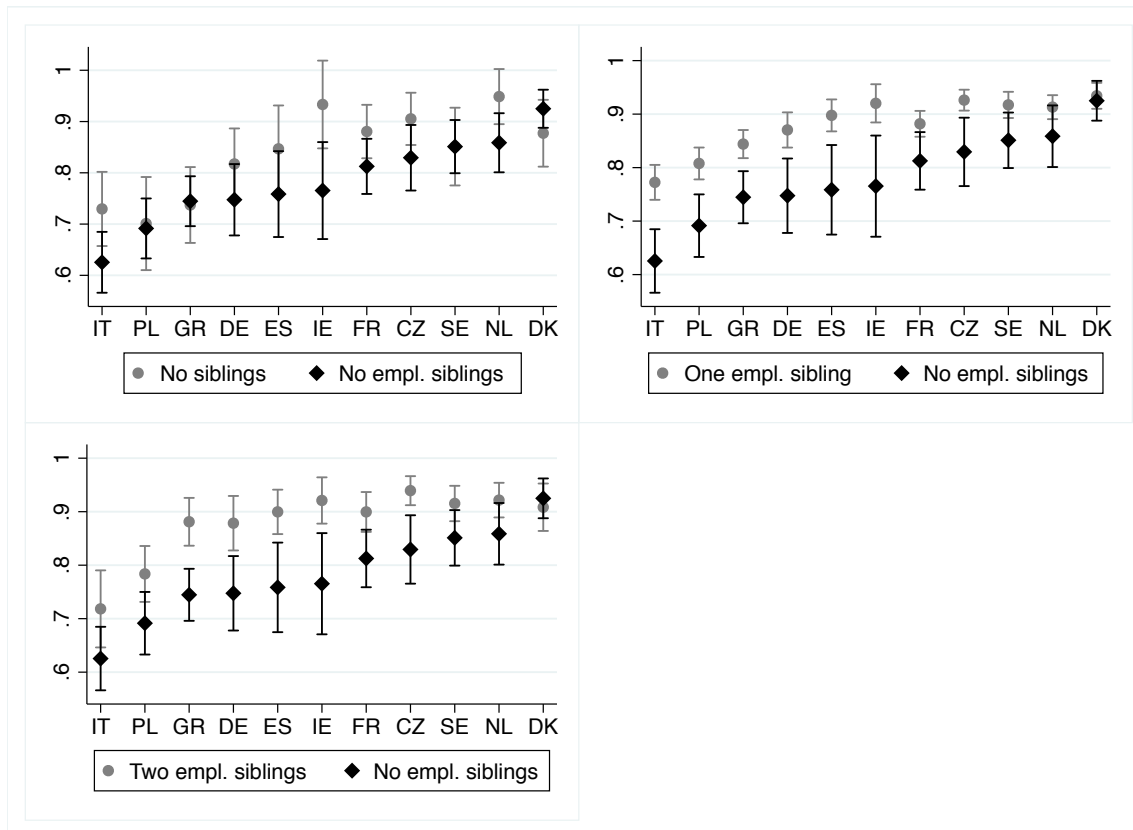 1
.9
.8
.7
.6
IT PL GR DE ES IE FR CZ SE NL DK
No siblings No empl. siblings
1
.9
.8
.7
.6
IT PL GR DE ES IE FR CZ SE NL DK
One empl. sibling No empl. siblings
1
.9
.8
.7
.6
IT PL GR DE ES IE FR CZ SE NL DK
Two empl. siblings No empl. siblings